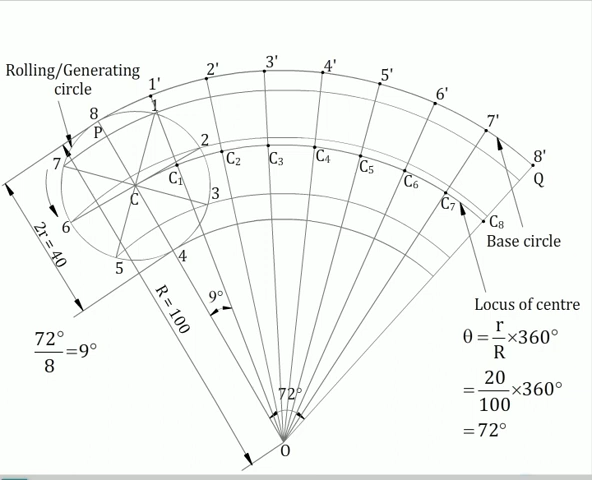 Rolling/Generating
circle
1'
2'
3'
4'
5'
6'
7'
8'
Q
8
P
1
2
7
C
C₁
C₂
C₃
C₄
C₅
C₆
C₇
C₈
3
6
5
4
2r = 40
R = 100
9°
72°
O
Base circle
Locus of centre
72°/8 =9°
θ = r/R ×360°
= 20/100 ×360°
= 72°